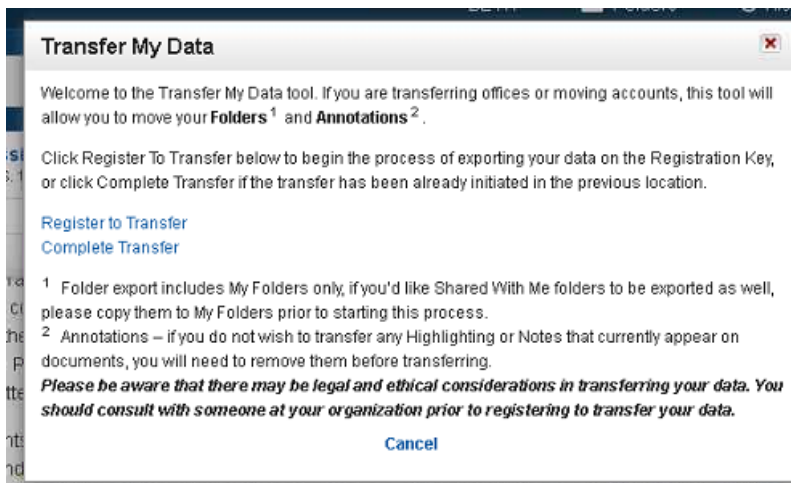 Folders
Transfer My Data
Welcome to the Transfer My Data tool. If you are transferring offices or moving accounts, this tool will
allow you to move your Folders 1 and Annotations 2 .
Click Register To Transfer below to begin the process of exporting your data on the Registration Key,
or click Complete Transfer if the transfer has been already initiated in the previous location.
Register to Transfer
Complete Transfer
1 Folder export includes My Folders only, if you'd like Shared With Me folders to be exported as well,
please copy them to My Folders prior to starting this process.
2 Annotations – if you do not wish to transfer any Highlighting or Notes that currently appear on
documents, you will need to remove them before transferring.
Please be aware that there may be legal and ethical considerations in transferring your data. You
should consult with someone at your organization prior to registering to transfer your data.
Cancel